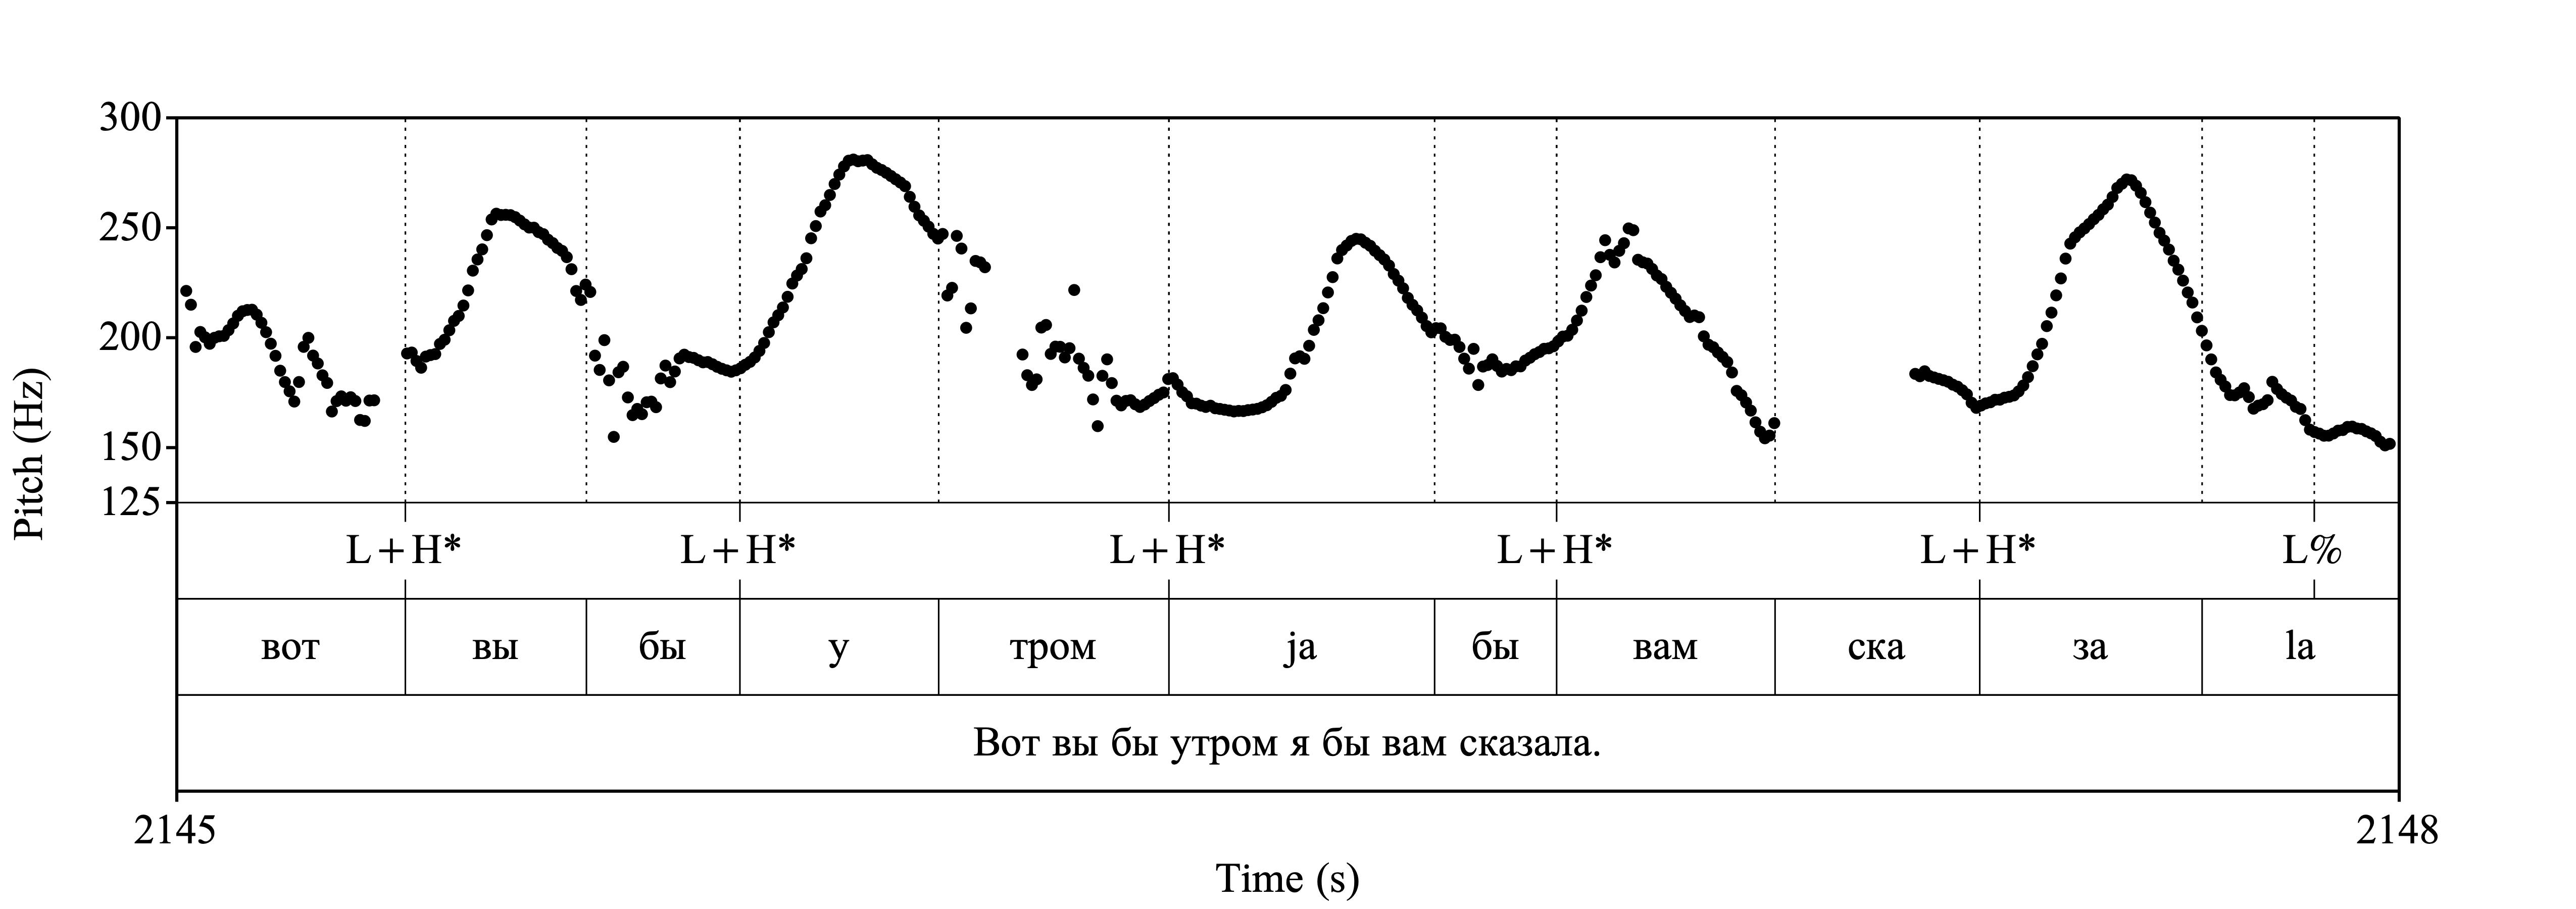 300
250
200
150
125
Pitch (Hz)
L+H* L+H* L+H* L+H* L+H* L%
вот вы бы у тром ja бы вам ска за la
Вот вы бы утром я бы вам сказала.
2145 2148
Time (s)